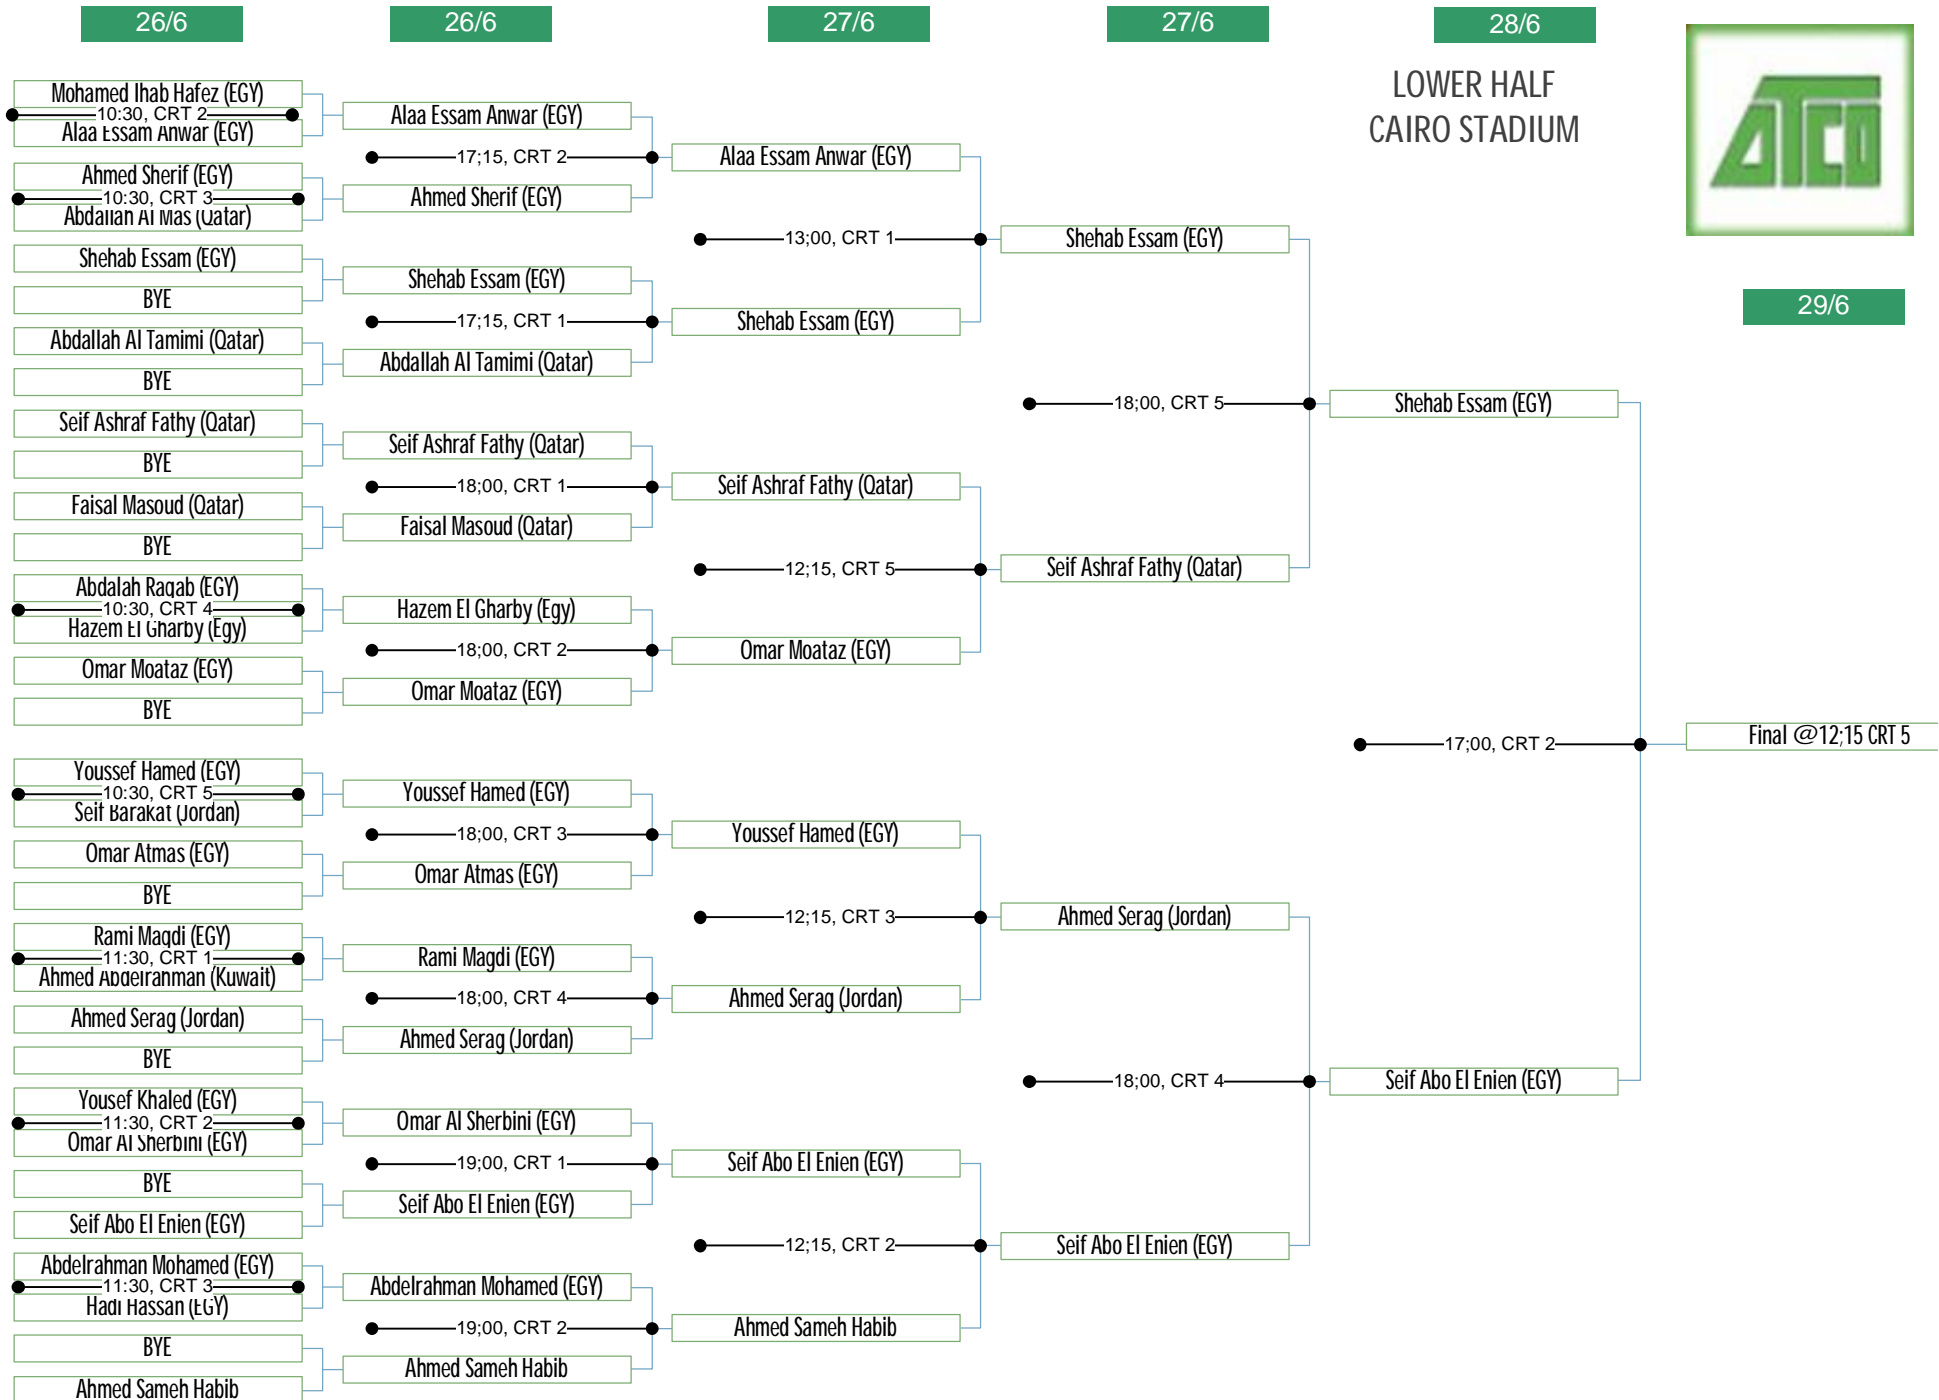 26/6
26/6
27/6
27/6
28/6
LOWER HALF
CAIRO STADIUM
ATCO
29/6
Mohamed Ihab Hafez (EGY)
10:30, CRT 2
Alaa Essam Anwar (EGY)
Ahmed Sherif (EGY)
10:30, CRT 3
Abdallah Al Mas (Qatar)
Shehab Essam (EGY)
BYE
Abdallah Al Tamimi (Qatar)
BYE
Seif Ashraf Fathy (Qatar)
BYE
Faisal Masoud (Qatar)
BYE
Abdalah Ragab (EGY)
10:30, CRT 4
Hazem El Gharby (Egy)
Omar Moataz (EGY)
BYE
Youssef Hamed (EGY)
10:30, CRT 5
Seif Barakat (Jordan)
Omar Atmas (EGY)
BYE
Rami Magdi (EGY)
11:30, CRT 1
Ahmed Abdelrahman (Kuwait)
Ahmed Serag (Jordan)
BYE
Yousef Khaled (EGY)
11:30, CRT 2
Omar Al Sherbini (EGY)
BYE
Seif Abo El Enien (EGY)
Abdelrahman Mohamed (EGY)
11:30, CRT 3
Hadi Hassan (EGY)
BYE
Ahmed Sameh Habib
Alaa Essam Anwar (EGY)
17;15, CRT 2
Ahmed Sherif (EGY)
Shehab Essam (EGY)
17;15, CRT 1
Abdallah Al Tamimi (Qatar)
Seif Ashraf Fathy (Qatar)
18;00, CRT 1
Faisal Masoud (Qatar)
Hazem El Gharby (Egy)
18;00, CRT 2
Omar Moataz (EGY)
Youssef Hamed (EGY)
18;00, CRT 3
Omar Atmas (EGY)
Rami Magdi (EGY)
18;00, CRT 4
Ahmed Serag (Jordan)
Omar Al Sherbini (EGY)
19;00, CRT 1
Seif Abo El Enien (EGY)
Abdelrahman Mohamed (EGY)
19;00, CRT 2
Ahmed Sameh Habib
Alaa Essam Anwar (EGY)
13;00, CRT 1
Shehab Essam (EGY)
Seif Ashraf Fathy (Qatar)
12;15, CRT 5
Omar Moataz (EGY)
Youssef Hamed (EGY)
12;15, CRT 3
Ahmed Serag (Jordan)
Seif Abo El Enien (EGY)
12;15, CRT 2
Ahmed Sameh Habib
Shehab Essam (EGY)
18;00, CRT 5
Seif Ashraf Fathy (Qatar)
Ahmed Serag (Jordan)
18;00, CRT 4
Seif Abo El Enien (EGY)
Shehab Essam (EGY)
17;00, CRT 2
Seif Abo El Enien (EGY)
Final @12;15 CRT 5